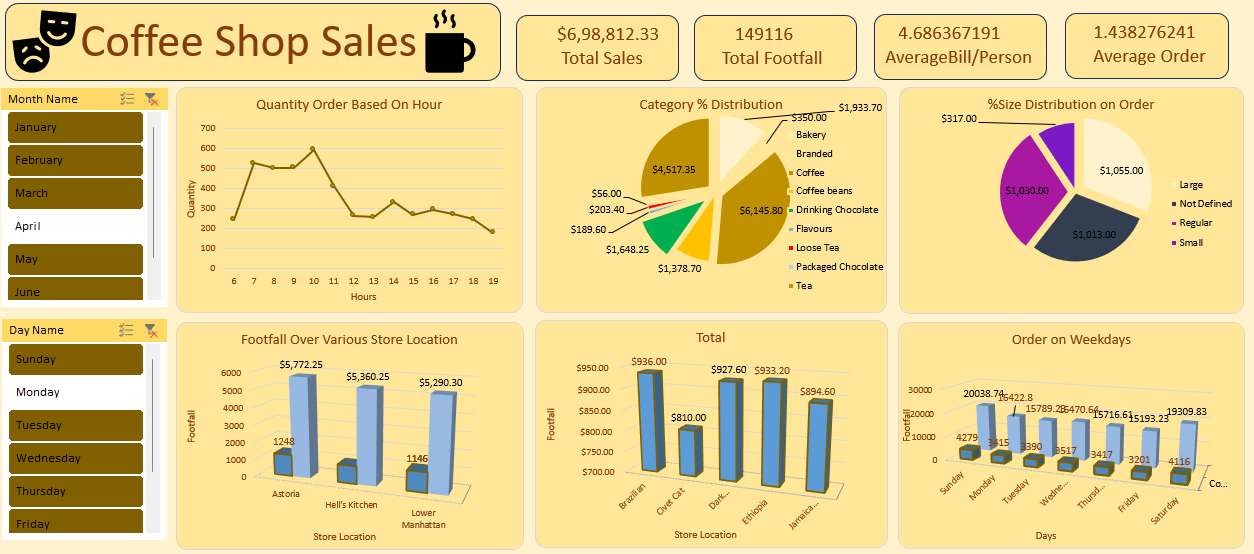 Coffee Shop Sales
$6,98,812.33
Total Sales
149116
Total Footfall
4.686367191
AverageBill/Person
1.438276241
Average Order
Month Name
January
February
March
April
May
June
Quantity Order Based On Hour
Quantity
700
600
500
400
300
200
100
0
6 7 8 9 10 11 12 13 14 15 16 17 18 19
Hours
Category % Distribution
$1,933.70
$350.00
$4,517.35
$6,145.80
$56.00
$203.40
$189.60
$1,648.25
$1,378.70
Bakery
Branded
Coffee
Coffee beans
Drinking Chocolate
Flavours
Loose Tea
Packaged Chocolate
Tea
%Size Distribution on Order
$317.00
$1,055.00
$1,030.00
$1,013.00
Large
Not Defined
Regular
Small
Day Name
Sunday
Monday
Tuesday
Wednesday
Thursday
Friday
Footfall Over Various Store Location
Footfall
6000
5000
4000
3000
2000
1000
0
$5,772.25
$5,360.25
$5,290.30
1248
1146
Astoria
Hell's Kitchen
Lower
Manhattan
Store Location
Total
Footfall
$950.00
$900.00
$850.00
$800.00
$750.00
$700.00
$936.00
$810.00
$927.60
$933.20
$894.60
Brazilian
Civet Cat
Dark...
Ethiopia
Jamaica...
Store Location
Order on Weekdays
Footfall
30000
20000
10000
0
20038.74
16422.8
15716.61
15193.23
19309.83
4279
3415
3390
3517
3417
3201
4116
Sunday
Monday
Tuesday
Wedne...
Thursd...
Friday
Saturday
Co...
Days